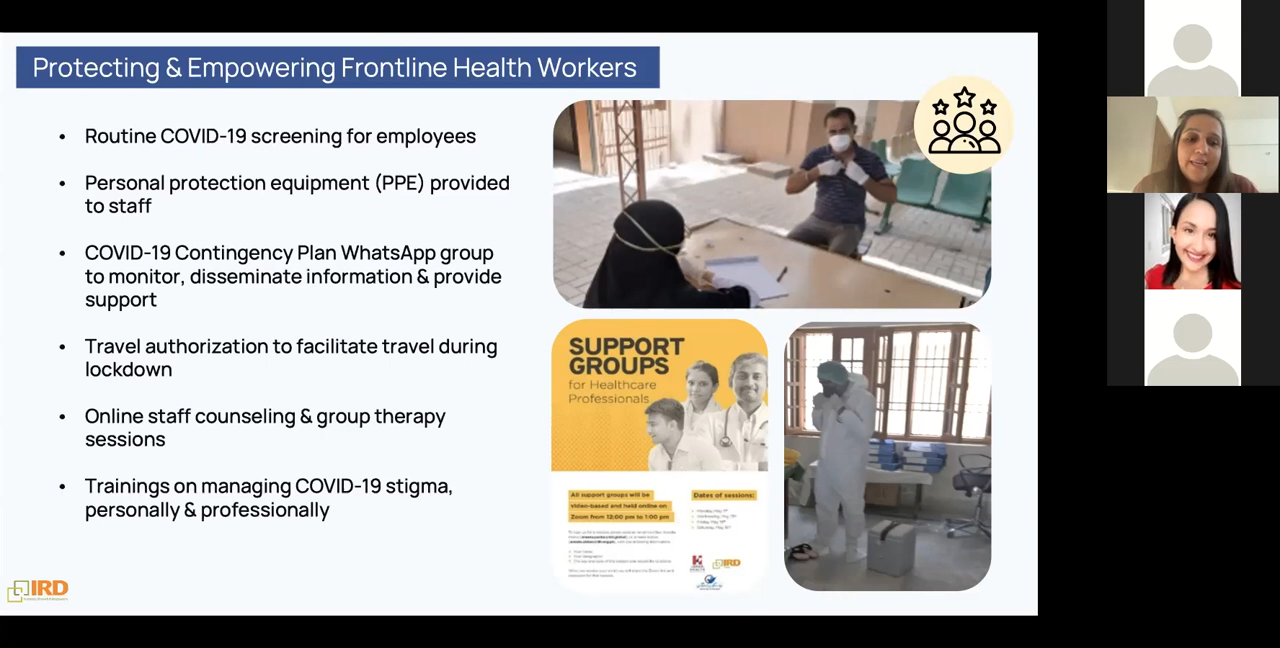 Protecting & Empowering Frontline Health Workers
• Routine COVID-19 screening for employees
• Personal protection equipment (PPE) provided
to staff
• COVID-19 Contingency Plan WhatsApp group
to monitor, disseminate information & provide
support
• Travel authorization to facilitate travel during
lockdown
• Online staff counseling & group therapy
sessions
• Trainings on managing COVID-19 stigma,
personally & professionally
SUPPORT
GROUPS
for Healthcare
Professionals
All support groups will be
video-based and held online on
Zoom from 12:00 pm to 1:00 pm
Dates of sessions:
IRD
IRD